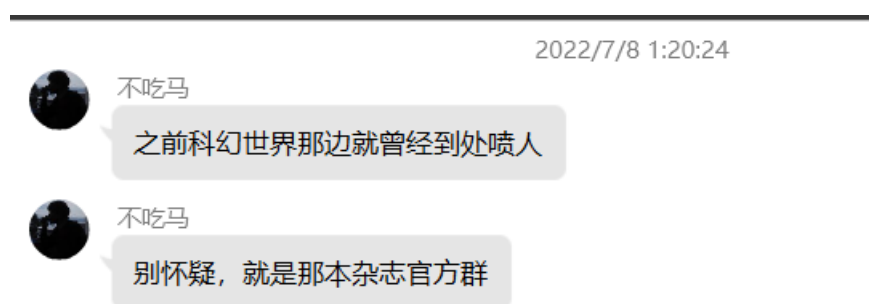 2022/7/8 1:20:24
不吃马
之前科幻世界那边就曾经到处喷人
不吃马
别怀疑，就是那本杂志官方群